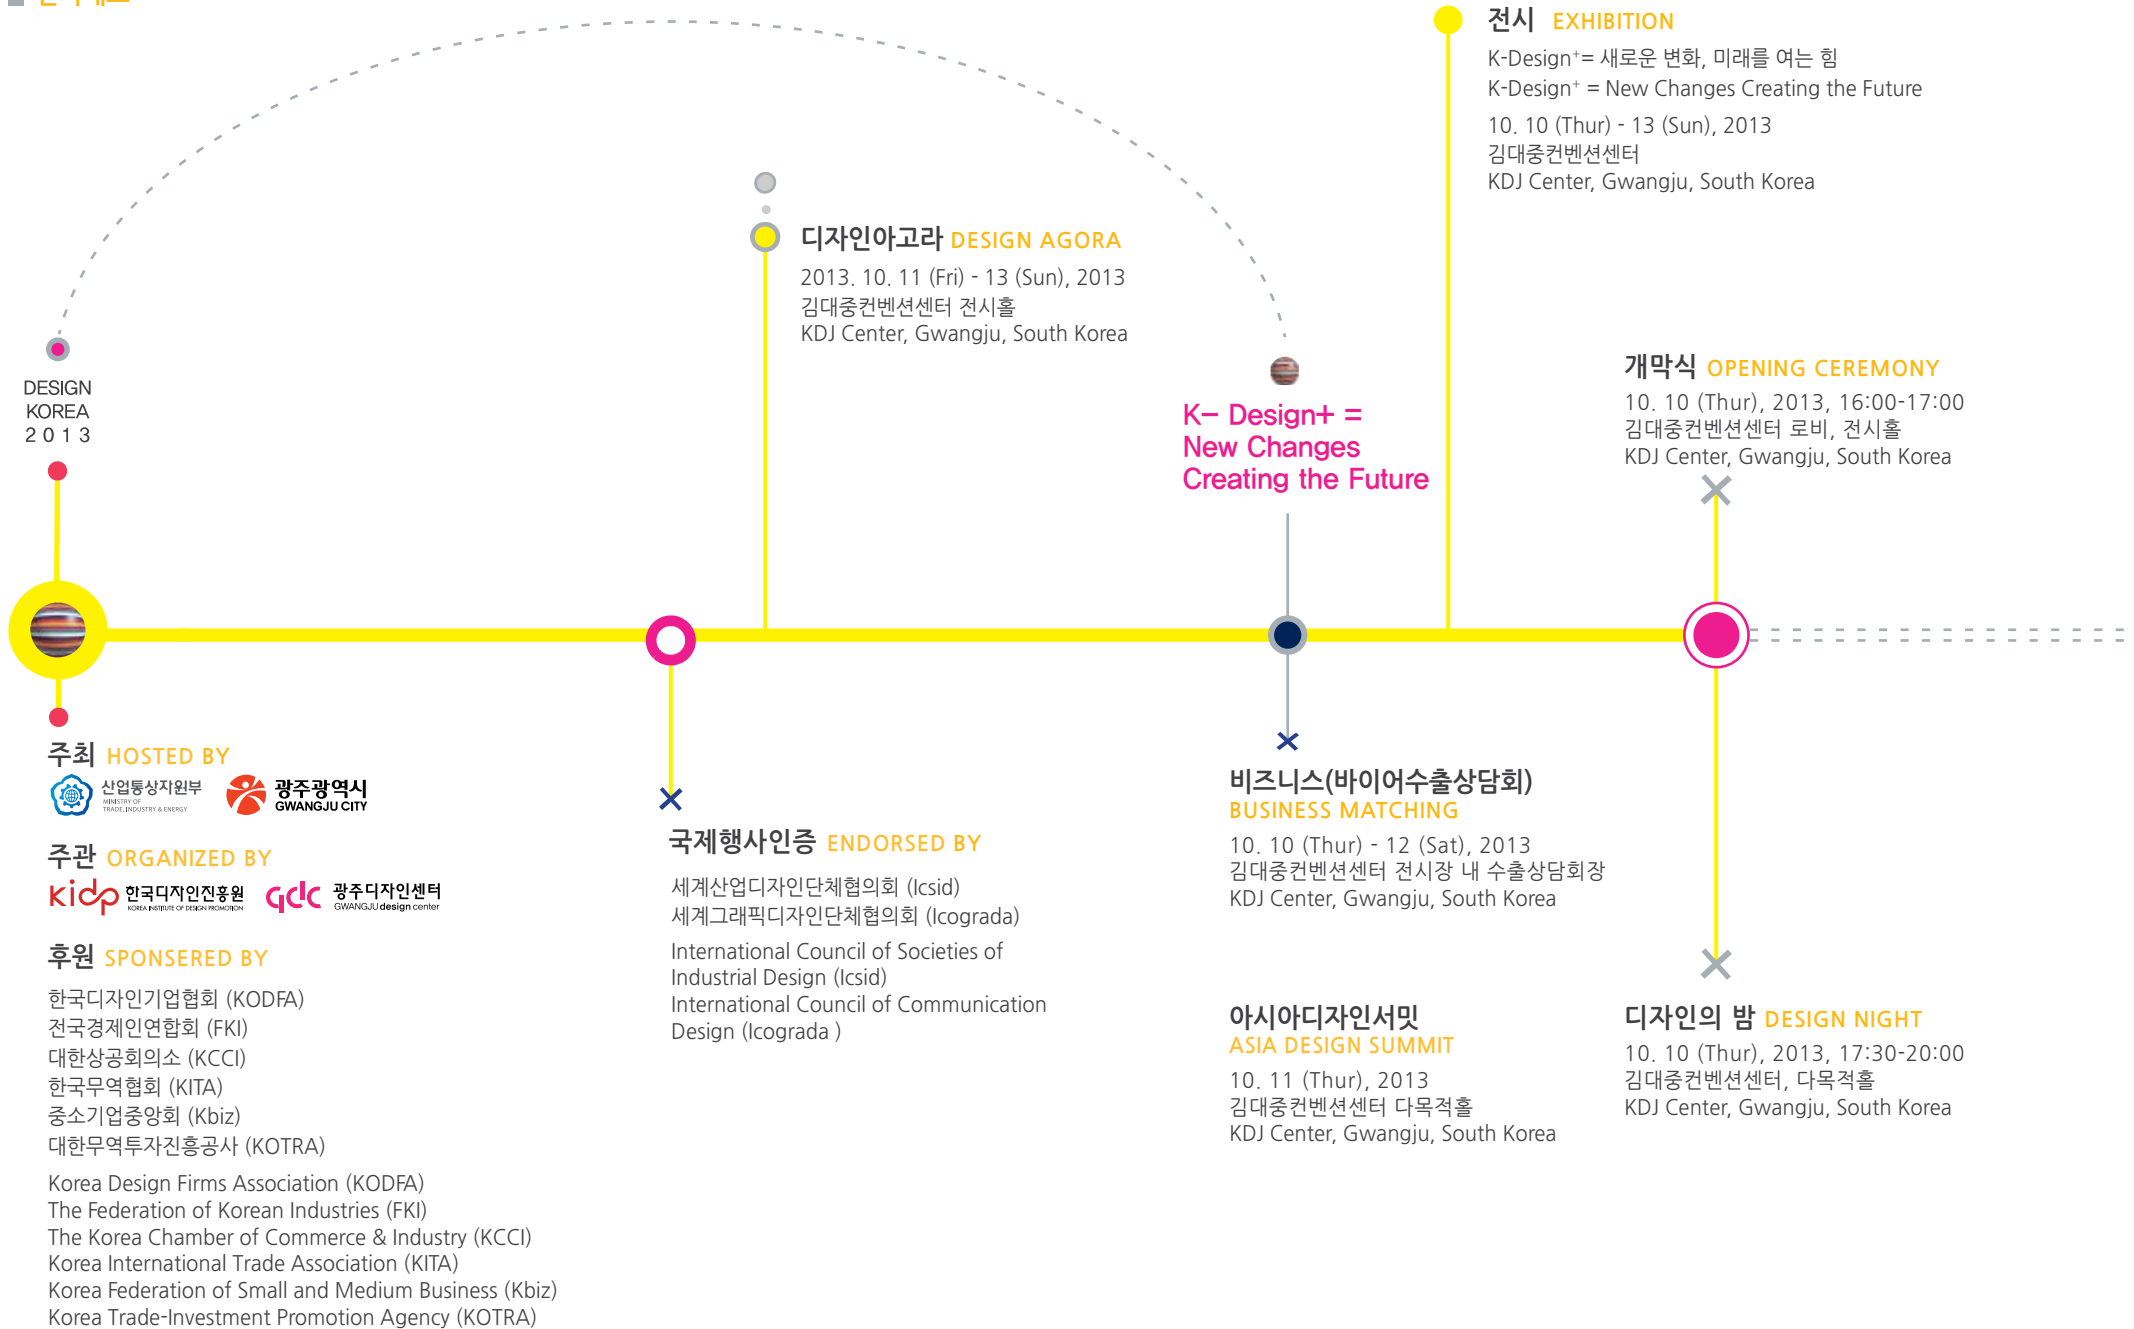 전시 EXHIBITION
K-Design+= 새로운 변화, 미래를 여는 힘
K-Design+ = New Changes Creating the Future
10. 10 (Thur) - 13 (Sun), 2013
김대중컨벤션센터
KDJ Center, Gwangju, South Korea
디자인아고라 DESIGN AGORA
2013. 10. 11 (Fri) - 13 (Sun), 2013
김대중컨벤션센터 전시홀
KDJ Center, Gwangju, South Korea
DESIGN
KOREA
2013
K- Design+ =
New Changes
Creating the Future
개막식 OPENING CEREMONY
10. 10 (Thur), 2013, 16:00-17:00
김대중컨벤션센터 로비, 전시홀
KDJ Center, Gwangju, South Korea
주최 HOSTED BY
산업통상자원부
MINISTRY OF
TRADE, INDUSTRY & ENERGY
광주광역시
GWANGJU CITY
주관 ORGANIZED BY
kidp 한국디자인진흥원
KOREA INSTITUTE OF DESIGN PROMOTION
gdc 광주디자인센터
GWANGJU design center
후원 SPONSERED BY
한국디자인기업협회 (KODFA)
전국경제인연합회 (FKI)
대한상공회의소 (KCCI)
한국무역협회 (KITA)
중소기업중앙회 (Kbiz)
대한무역투자진흥공사 (KOTRA)
Korea Design Firms Association (KODFA)
The Federation of Korean Industries (FKI)
The Korea Chamber of Commerce & Industry (KCCI)
Korea International Trade Association (KITA)
Korea Federation of Small and Medium Business (Kbiz)
Korea Trade-Investment Promotion Agency (KOTRA)
국제행사인증 ENDORSED BY
세계산업디자인단체협의회 (Icsid)
세계그래픽디자인단체협의회 (Icograda)
International Council of Societies of
Industrial Design (Icsid)
International Council of Communication
Design (Icograda )
비즈니스(바이어수출상담회)
BUSINESS MATCHING
10. 10 (Thur) - 12 (Sat), 2013
김대중컨벤션센터 전시장 내 수출상담회장
KDJ Center, Gwangju, South Korea
아시아디자인서밋
ASIA DESIGN SUMMIT
10. 11 (Thur), 2013
김대중컨벤션센터 다목적홀
KDJ Center, Gwangju, South Korea
디자인의 밤 DESIGN NIGHT
10. 10 (Thur), 2013, 17:30-20:00
김대중컨벤션센터, 다목적홀
KDJ Center, Gwangju, South Korea